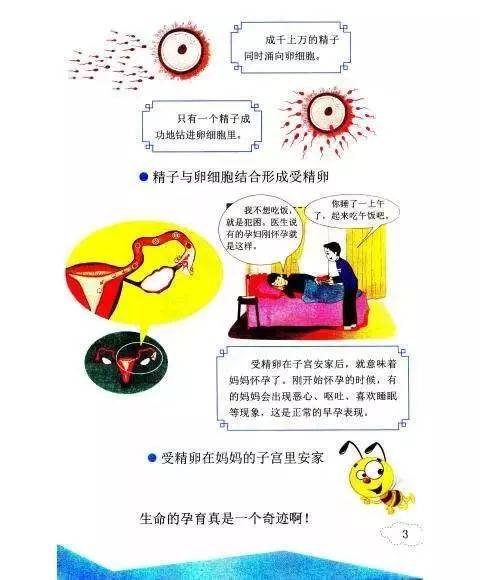 成千上万的精子
同时涌向卵细胞。
只有一个精子成
功地钻进卵细胞里。
精子与卵细胞结合形成受精卵
我不想吃饭，
就是犯困。医生说
有的孕妇刚怀孕就
是这样。
你睡了一上午
了，起来吃午饭吧。
受精卵在子宫安家后，就意味着
妈妈怀孕了。刚开始怀孕的时候，有
的妈妈会出现恶心、呕吐、喜欢睡眠
等现象，这是正常的早孕表现。
受精卵在妈妈的子宫里安家
生命的孕育真是一个奇迹啊！
3